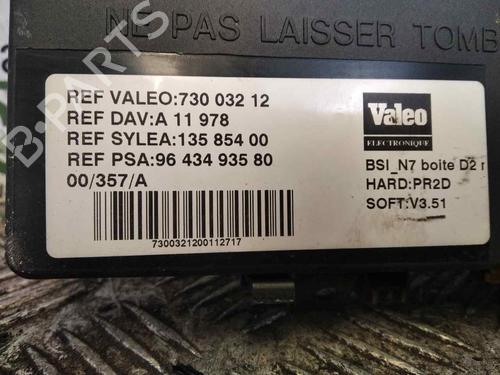 NE PAS LAISSER TOMB
REF VALEO:730 032 12
REF DAV:A 11 978
REF SYLEA:135 854 00
REF PSA:96 434 935 80
00/357/A
7300321200112717
Valeo
ELECTRONIQUE
BSI_N7 boite D2 r
HARD:PR2D
SOFT:V3.51
B-PARTS